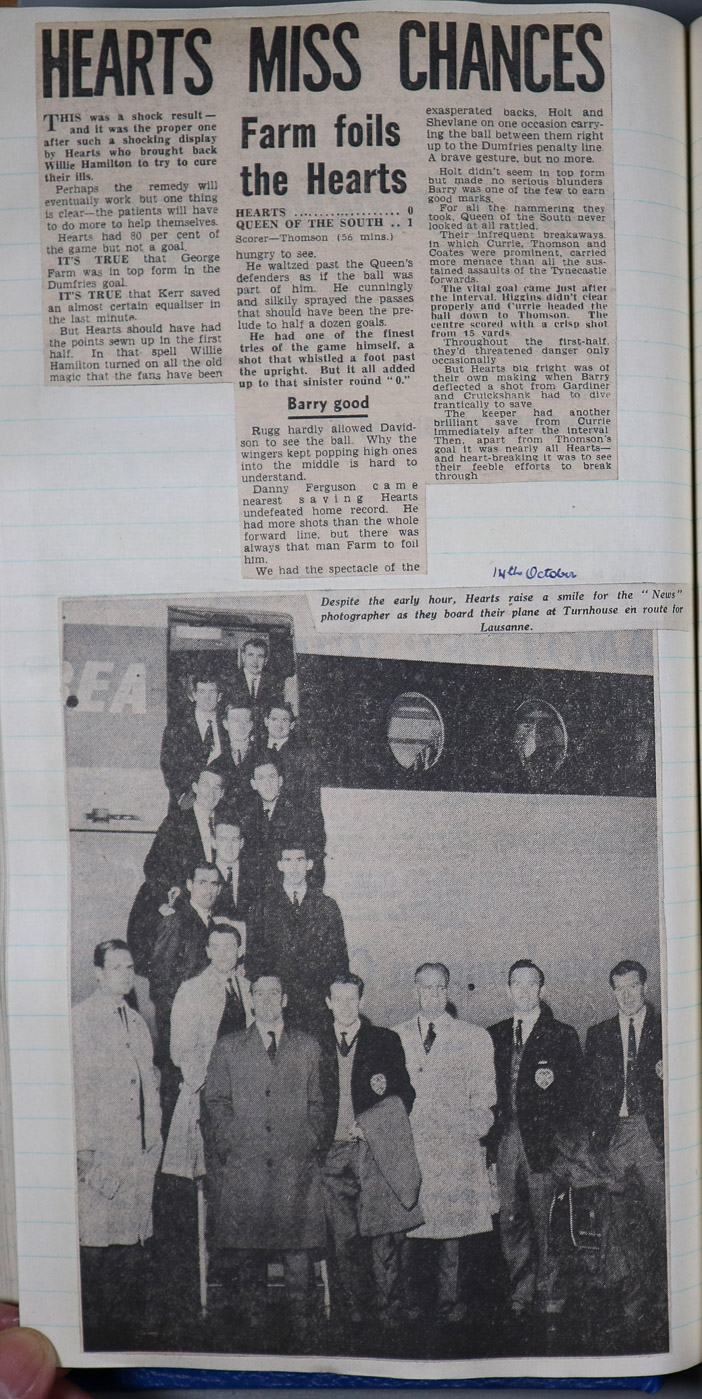 HEARTS MISS CHANCES
THIS was a shock result—
and it was the proper one
after such a shocking display
by Hearts who brought back
Willie Hamilton to try to cure
their ills.
Perhaps the remedy will
eventually work but one thing
is clear—the patients will have
to do more to help themselves.
Hearts had 80 per cent of
the game but not a goal.
IT'S TRUE that George
Farm was in top form in the
Dumfries goal.
IT'S TRUE that Kerr saved
an almost certain equaliser in
the last minute.
But Hearts should have had
the points sewn up in the first
half. In that spell Willie
Hamilton turned on all the old
magic that the fans have been
Farm foils
the Hearts
HEARTS .................. 0
QUEEN OF THE SOUTH .. 1
Scorer—Thomson (56 mins.)
hungry to see.
He waltzed past the Queen's
defenders as if the ball was
part of him. He cunningly
and silkily sprayed the passes
that should have been the pre-
lude to half a dozen goals.
He had one of the finest
tries of the game himself, a
shot that whistled a foot past
the upright. But it all added
up to that sinister round "0."
Barry good
Rugg hardly allowed David-
son to see the ball. Why the
wingers kept popping high ones
into the middle is hard to
understand.
Danny Ferguson came
nearest saving Hearts
undefeated home record. He
had more shots than the whole
forward line, but there was
always that man Farm to foil
him.
We had the spectacle of the
exasperated backs, Holt and
Shevlane on one occasion carry-
ing the ball between them right
up to the Dumfries penalty line.
A brave gesture, but no more.
Holt didn't seem in top form
but made no serious blunders.
Barry was one of the few to earn
good marks.
For all the hammering they
took, Queen of the South never
looked at all rattled.
Their infrequent breakaways
in which Currie, Thomson and
Coates were prominent, carried
more menace than all the sus-
tained assaults of the Tynecastle
forwards.
The vital goal came just after
the interval. Higgins didn't clear
properly and Currie headed the
ball down to Thomson. The
centre scored with a crisp shot
from 15 yards
Throughout the first-half,
they'd threatened danger only
occasionally
But Hearts big fright was of
their own making when Barry
deflected a shot from Gardiner
and Cruickshank had to dive
frantically to save
The keeper had another
brilliant save from Currie
immediately after the interval
Then, apart from Thomson's
goal it was nearly all Hearts—
and heart-breaking it was to see
their feeble efforts to break
through
14th October
Despite the early hour, Hearts raise a smile for the "News"
photographer as they board their plane at Turnhouse en route for
Lausanne.
BEA